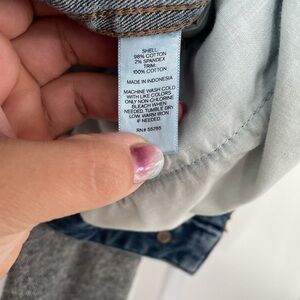 SHELL:
98% COTTON
2% SPANDEX
TRIM:
100% COTTON
MADE IN INDONESIA
MACHINE WASH COLD
WITH LIKE COLORS
ONLY NON CHLORINE
BLEACH WHEN
NEEDED, TUMBLE DRY
LOW, WARM IRON
IF NEEDED.
RN# 55285